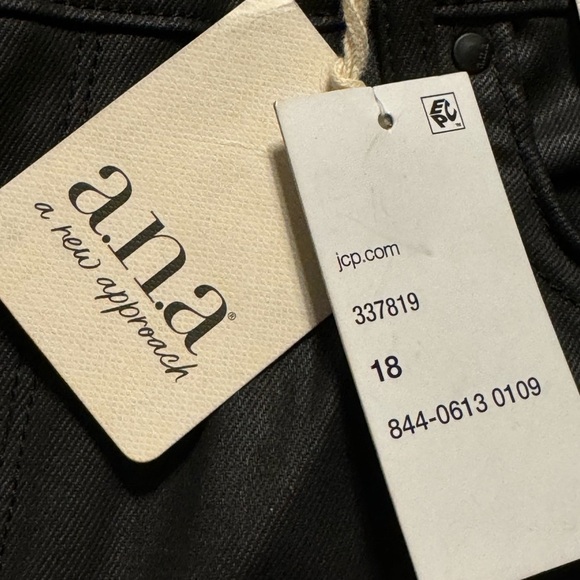 a.n.a®
a new approach
EPC
jcp.com
337819
18
844-0613 0109